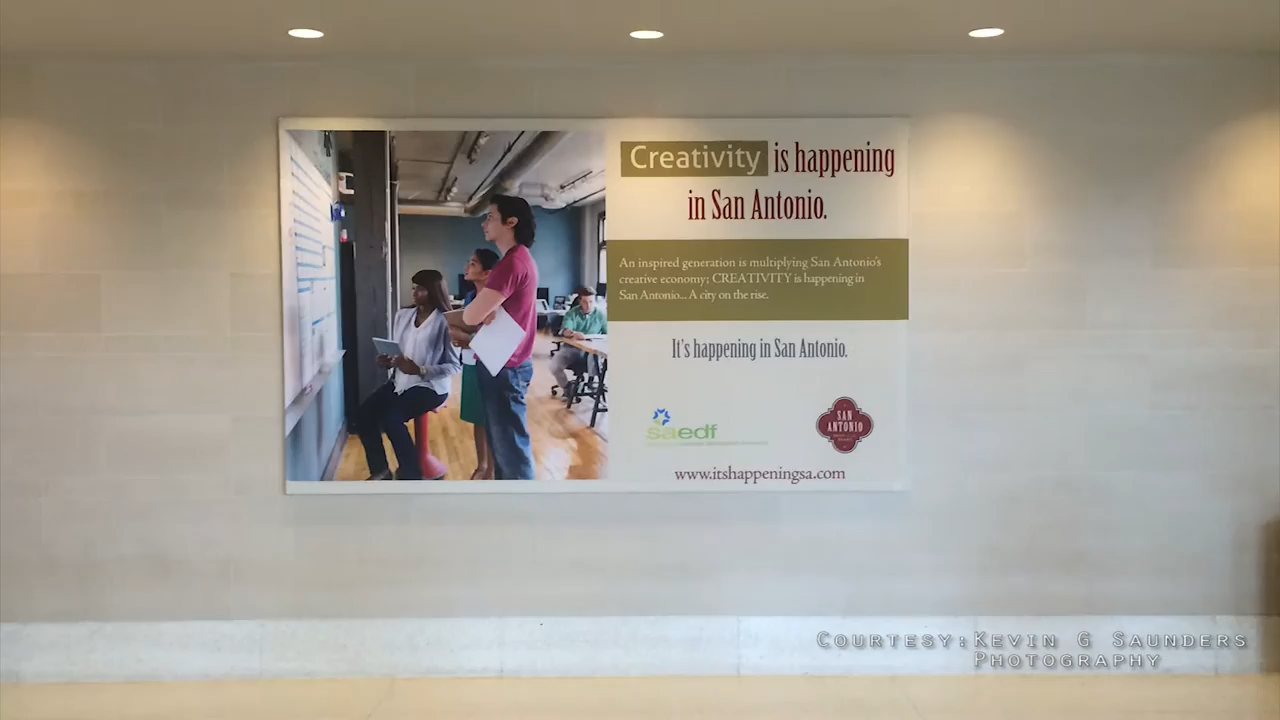 Creativity is happening
in San Antonio.
An inspired generation is multiplying San Antonio's
creative economy; CREATIVITY is happening in
San Antonio... A city on the rise.
It's happening in San Antonio.
saedf
SAN
ANTONIO
www.itshappeningsa.com
COURTESY: KEVIN G SAUNDERS
PHOTOGRAPHY